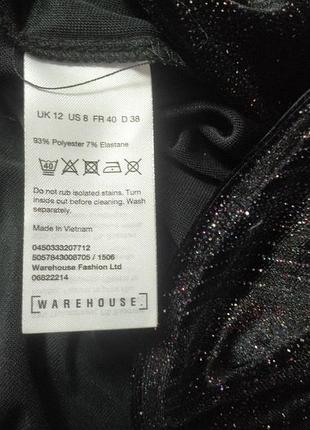 UK 12 US 8 FR 40 D 38
93% Polyester 7% Elastane
40
Do not rub isolated stains. Turn
inside out before cleaning. Wash
separately.
Made In Vietnam
0450333207712
5057843008705 / 1506
Warehouse Fashion Ltd
06822214
[WAREHOUSE.]